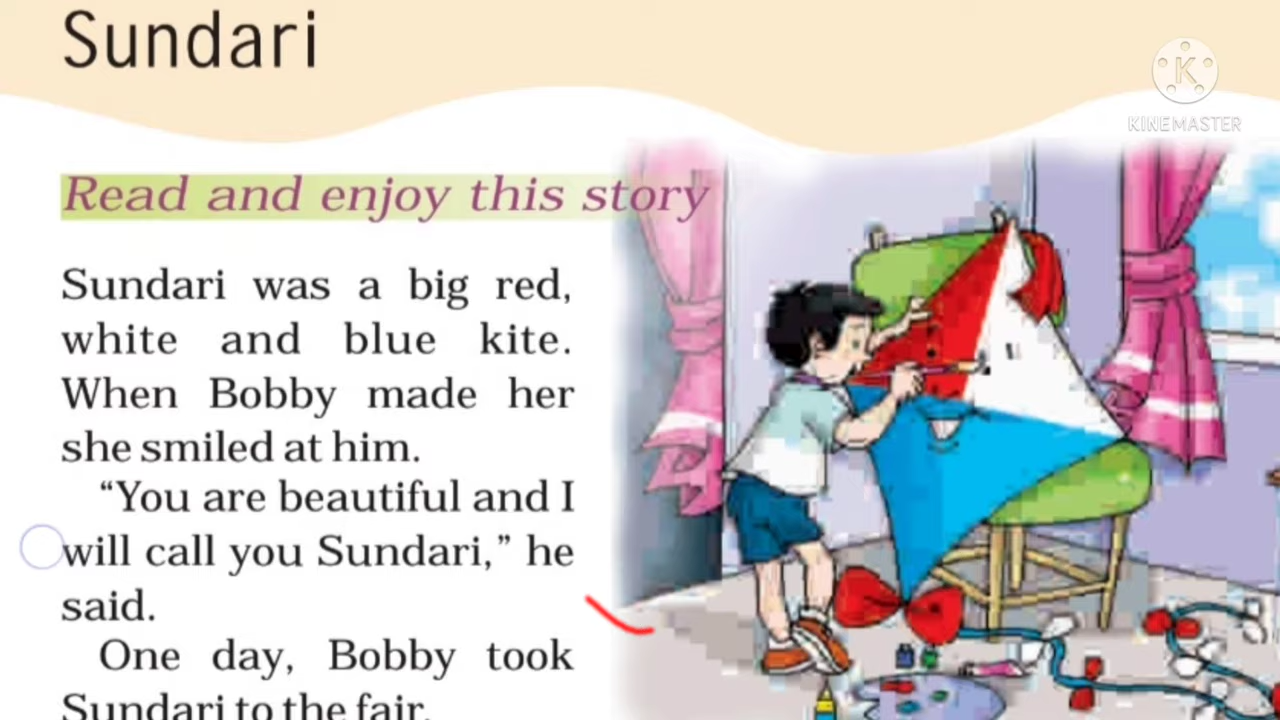 Sundari
K
KINEMASTER
Read and enjoy this story
Sundari was a big red,
white and blue kite.
When Bobby made her
she smiled at him.
“You are beautiful and I
will call you Sundari,” he
said.
One day, Bobby took
Sundari to the fair.